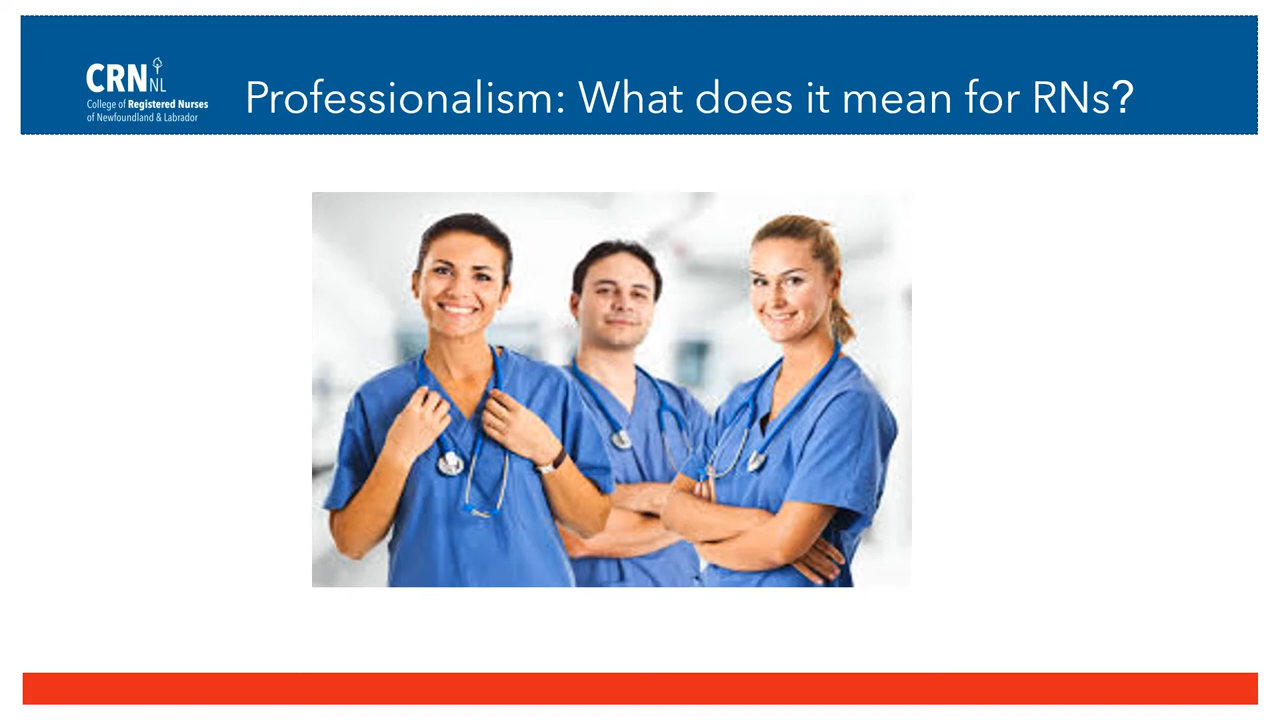 CRN NL
College of Registered Nurses
of Newfoundland & Labrador
Professionalism: What does it mean for RNs?